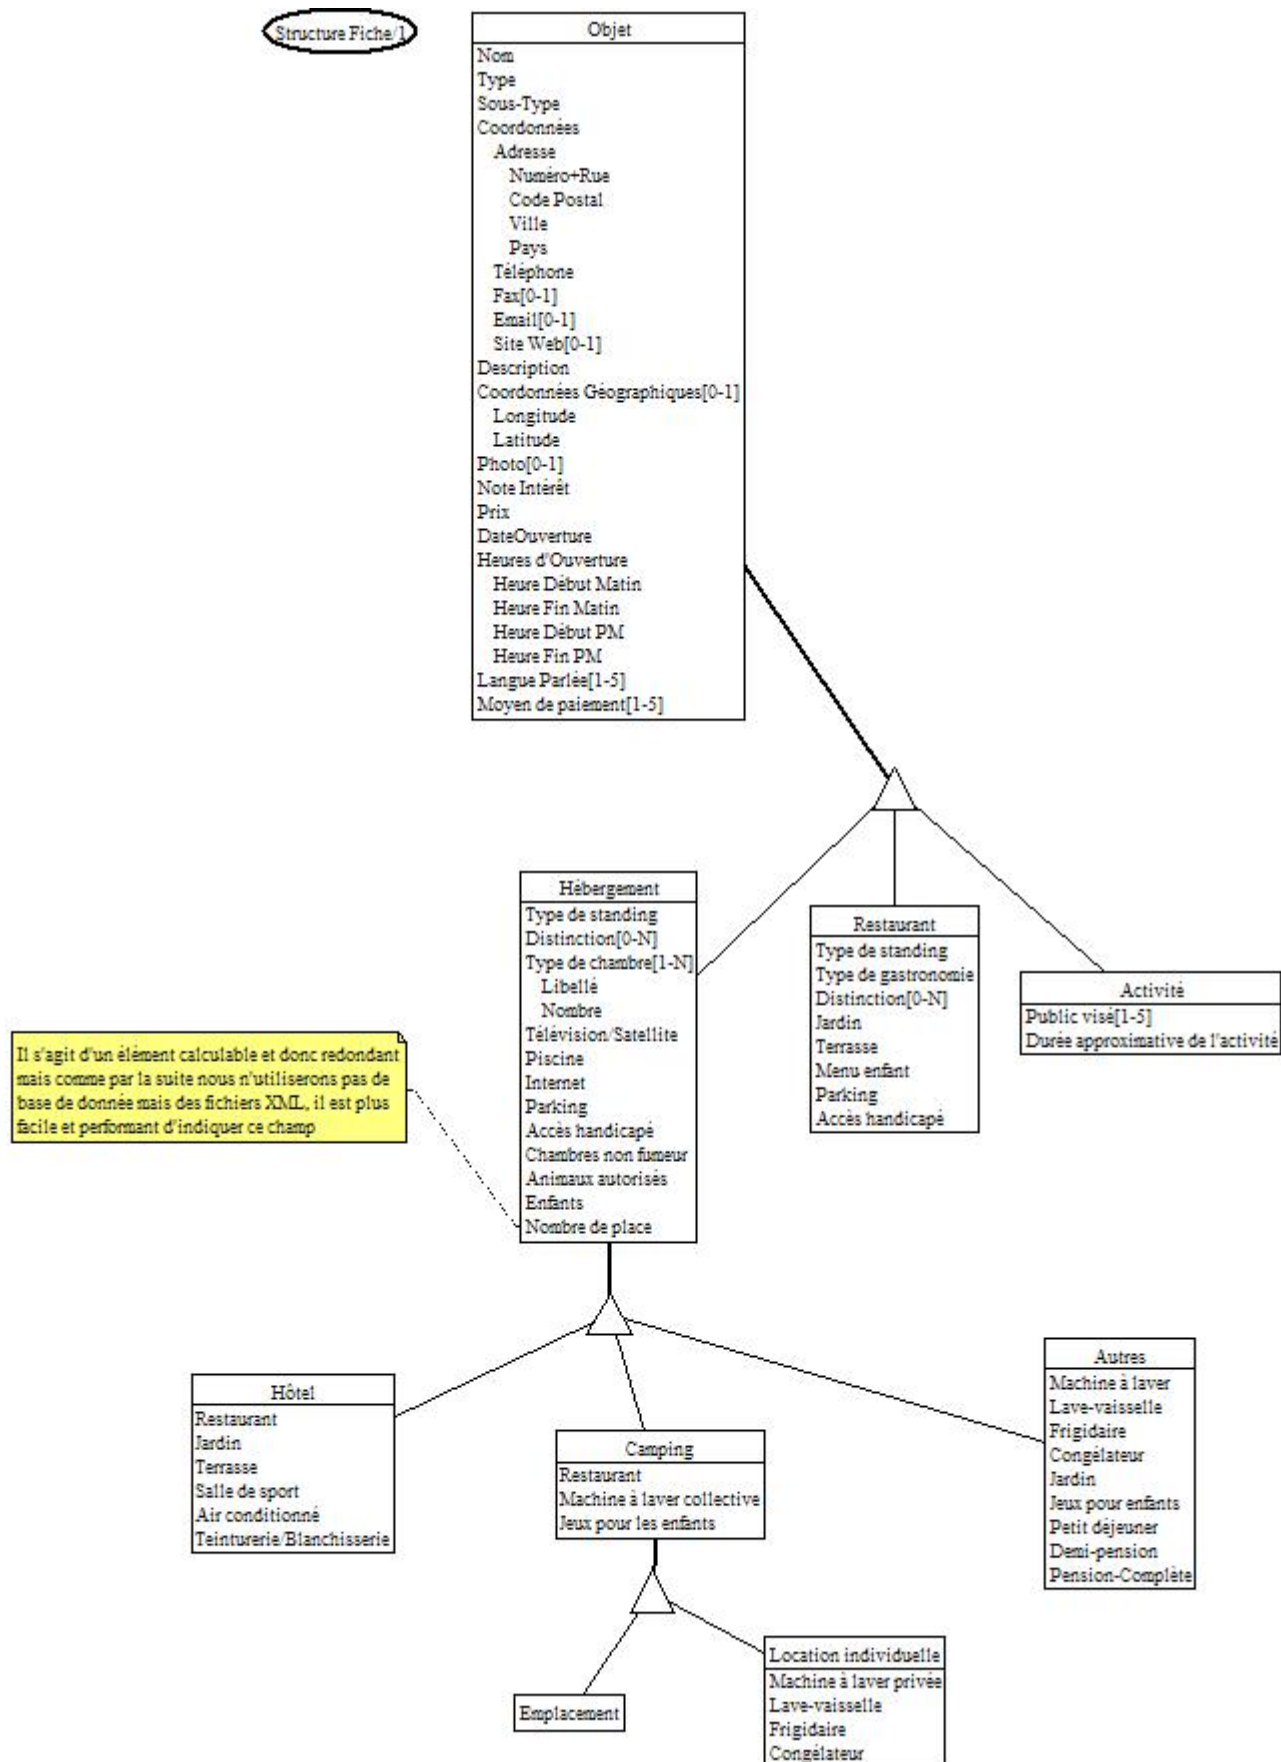 Structure Fiche/1
Objet
Nom
Type
Sous-Type
Coordonnées
Adresse
Numéro+Rue
Code Postal
Ville
Pays
Téléphone
Fax[0-1]
Email[0-1]
Site Web[0-1]
Description
Coordonnées Géographiques[0-1]
Longitude
Latitude
Photo[0-1]
Note Intérêt
Prix
DateOuverture
Heures d'Ouverture
Heure Début Matin
Heure Fin Matin
Heure Début PM
Heure Fin PM
Langue Parlée[1-5]
Moyen de paiement[1-5]
Hébergement
Type de standing
Distinction[0-N]
Type de chambre[1-N]
Libellé
Nombre
Télévision/Satellite
Piscine
Internet
Parking
Accès handicapé
Chambres non fumeur
Animaux autorisés
Enfants
Nombre de place
Restaurant
Type de standing
Type de gastronomie
Distinction[0-N]
Jardin
Terrasse
Menu enfant
Parking
Accès handicapé
Activité
Public visé[1-5]
Durée approximative de l'activité
Il s'agit d'un élément calculable et donc redondant
mais comme par la suite nous n'utiliserons pas de
base de donnée mais des fichiers XML, il est plus
facile et performant d'indiquer ce champ
Hôtel
Restaurant
Jardin
Terrasse
Salle de sport
Air conditionné
Teinturerie/Blanchisserie
Camping
Restaurant
Machine à laver collective
Jeux pour les enfants
Autres
Machine à laver
Lave-vaisselle
Frigidaire
Congélateur
Jardin
Jeux pour enfants
Petit déjeuner
Demi-pension
Pension-Complète
Emplacement
Location individuelle
Machine à laver privée
Lave-vaisselle
Frigidaire
Congélateur